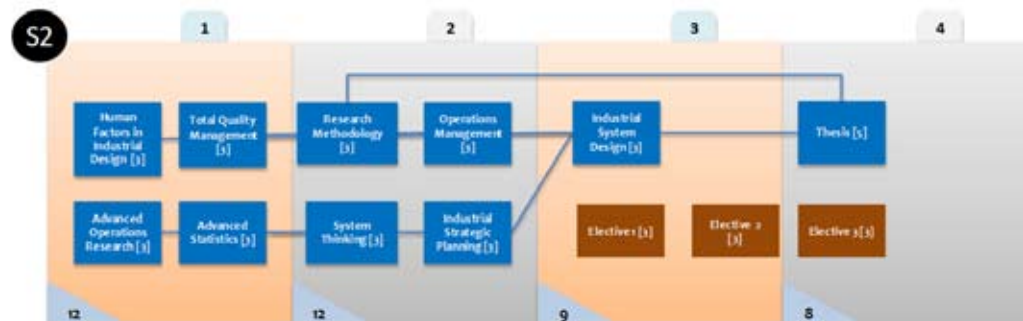 S2
1
2
3
4
Human
Factors in
Industrial
Design [3]
Total Quality
Management
[3]
Research
Methodology
[3]
Operations
Management
[3]
Industrial
System
Design [3]
Thesis [5]
Advanced
Operations
Research [3]
Advanced
Statistics [3]
System
Thinking [3]
Industrial
Strategic
Planning [3]
Elective 1 [3]
Elective 2
[3]
Elective 3 [3]
12
12
9
8